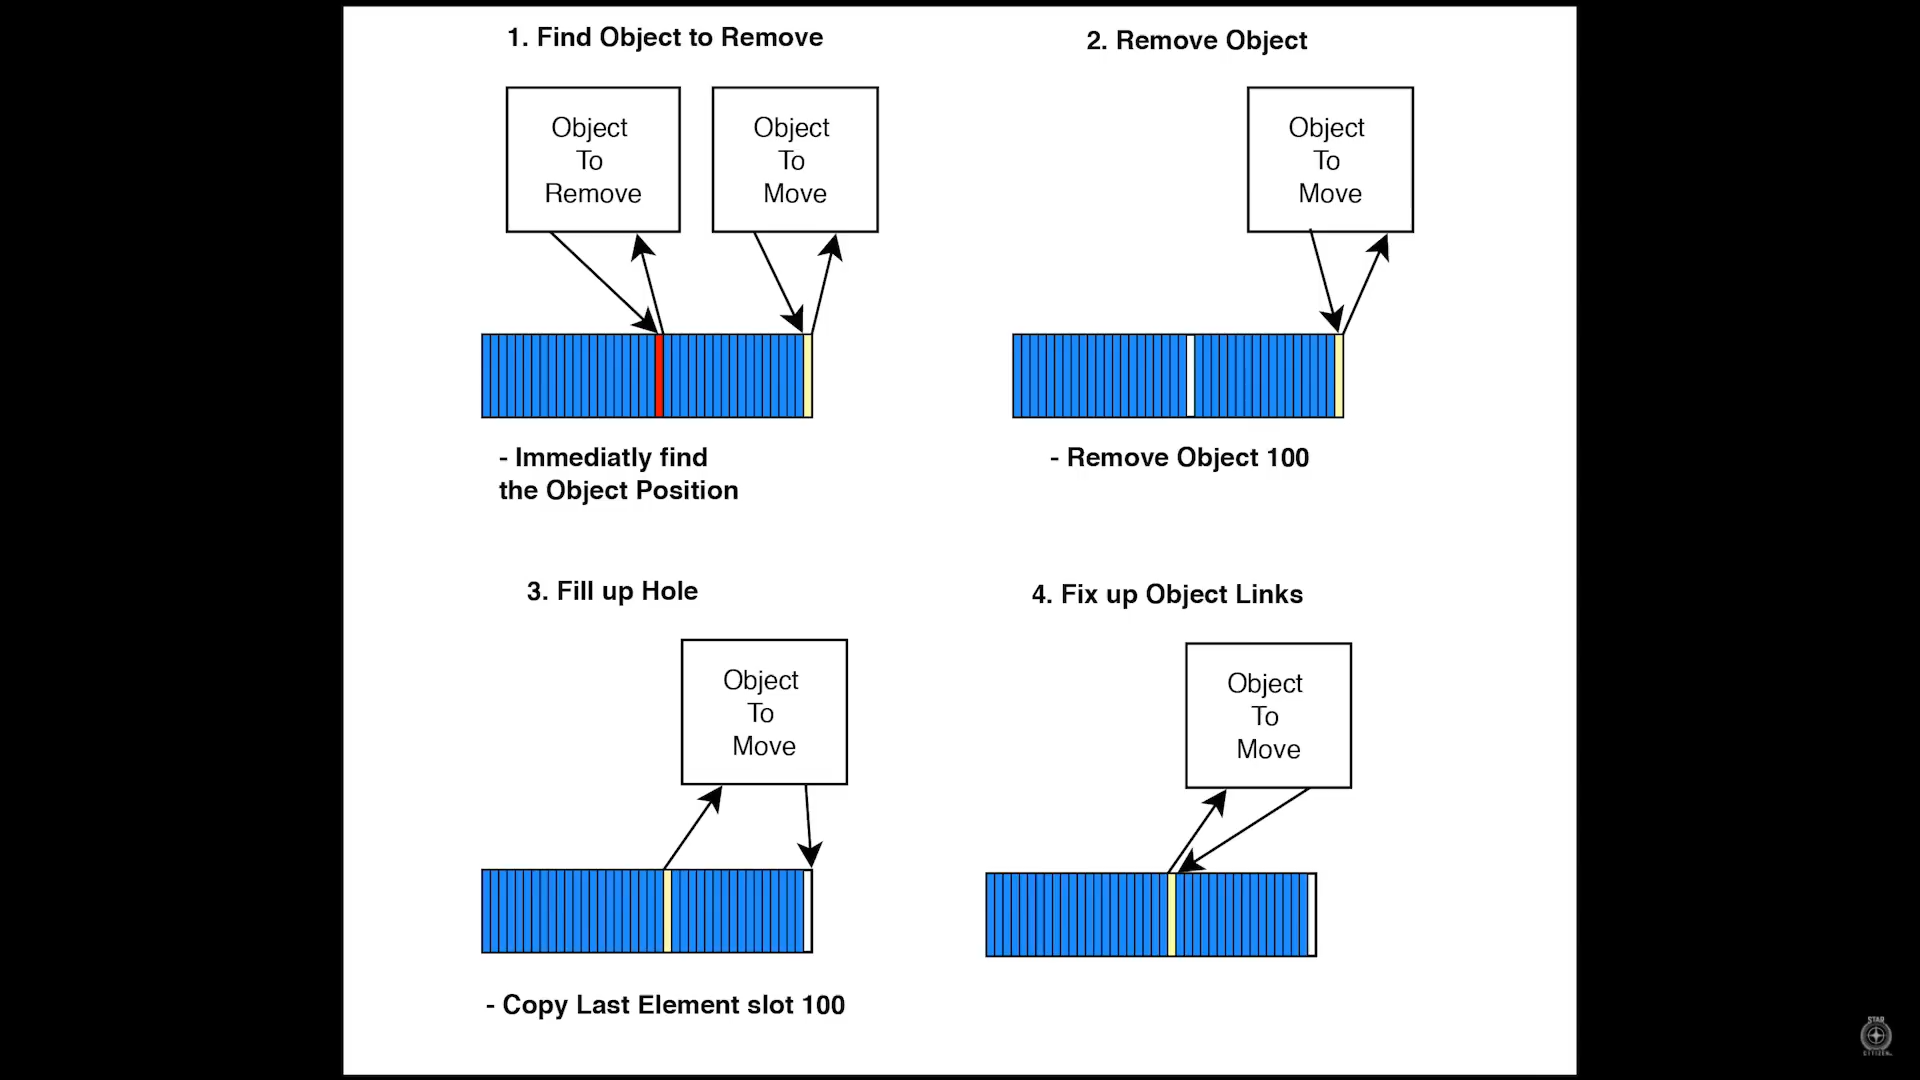 1. Find Object to Remove
Object
To
Remove
Object
To
Move
- Immediatly find
the Object Position
2. Remove Object
Object
To
Move
- Remove Object 100
3. Fill up Hole
Object
To
Move
- Copy Last Element slot 100
4. Fix up Object Links
Object
To
Move
STAR
CITIZEN